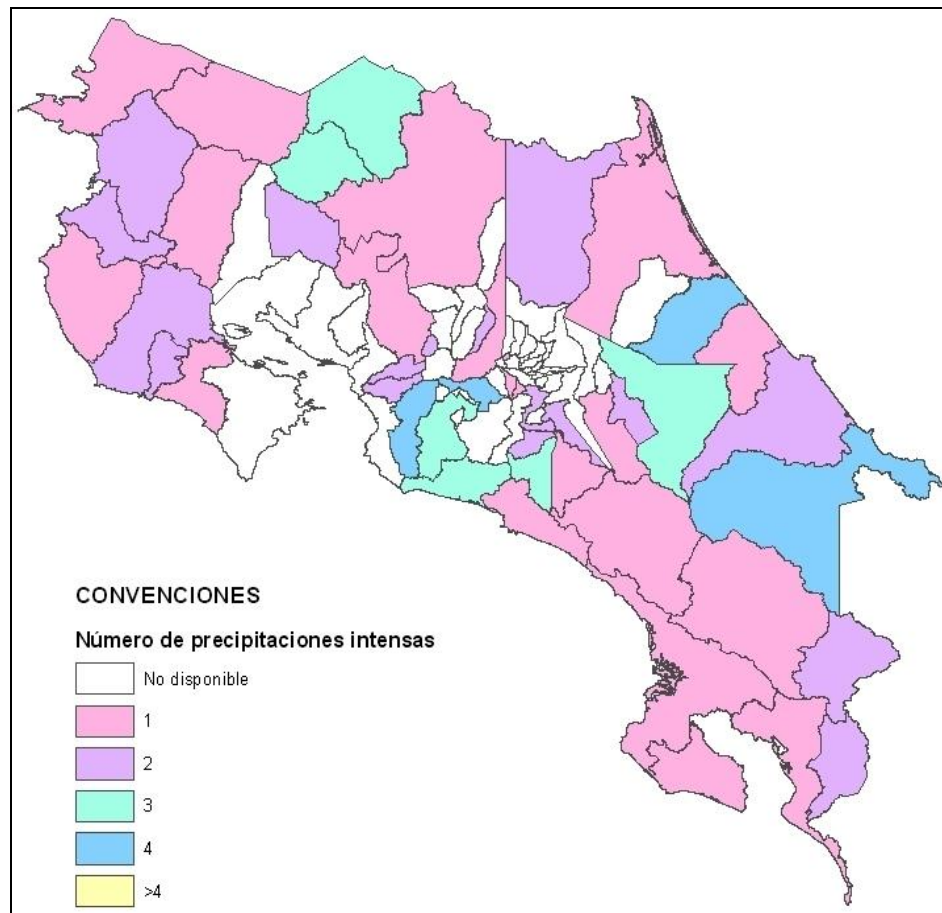 CONVENCIONES
Número de precipitaciones intensas
No disponible
1
2
3
4
>4